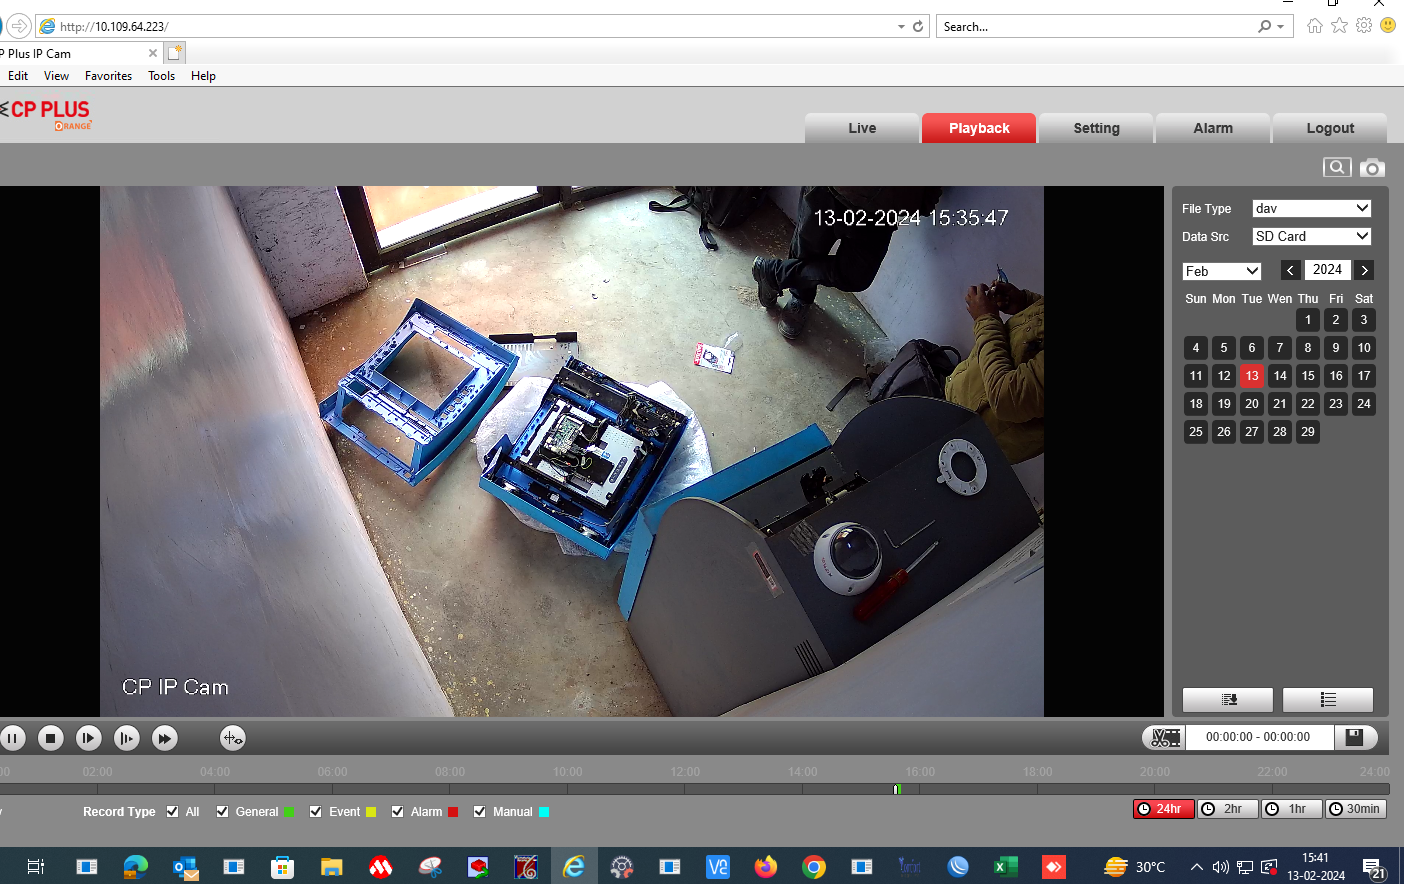 http://10.109.64.223/
Search...
P Plus IP Cam
Edit View Favorites Tools Help
CP PLUS
ORANGE
Live Playback Setting Alarm Logout
13-02-2024 15:35:47
CP IP Cam
File Type dav
Data Src SD Card
Feb < 2024 >
Sun Mon Tue Wen Thu Fri Sat
1 2 3
4 5 6 7 8 9 10
11 12 13 14 15 16 17
18 19 20 21 22 23 24
25 26 27 28 29
00:00:00 - 00:00:00
00 02:00 04:00 06:00 08:00 10:00 12:00 14:00 16:00 18:00 20:00 22:00 24:00
Record Type All General Event Alarm Manual
24hr 2hr 1hr 30min
30°C
15:41
13-02-2024
21